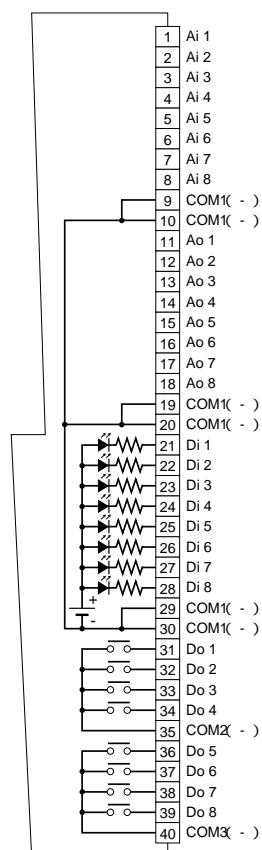 1 Ai 1
2 Ai 2
3 Ai 3
4 Ai 4
5 Ai 5
6 Ai 6
7 Ai 7
8 Ai 8
9 COM1( - )
10 COM1( - )
11 Ao 1
12 Ao 2
13 Ao 3
14 Ao 4
15 Ao 5
16 Ao 6
17 Ao 7
18 Ao 8
19 COM1( - )
20 COM1( - )
21 Di 1
22 Di 2
23 Di 3
24 Di 4
25 Di 5
26 Di 6
27 Di 7
28 Di 8
+
29 COM1( - )
-
30 COM1( - )
31 Do 1
32 Do 2
33 Do 3
34 Do 4
35 COM2( - )
36 Do 5
37 Do 6
38 Do 7
39 Do 8
40 COM3( - )